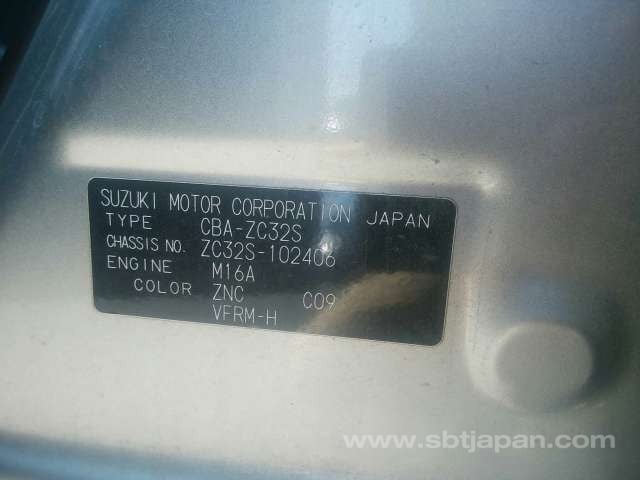 SUZUKI MOTOR CORPORATION JAPAN
TYPE CBA-ZC32S
CHASSIS NO. ZC32S-102406
ENGINE M16A
COLOR ZNC C09
VFRM-H
www.sbtjapan.com